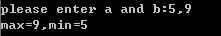 please enter a and b:5,9
max=9,min=5